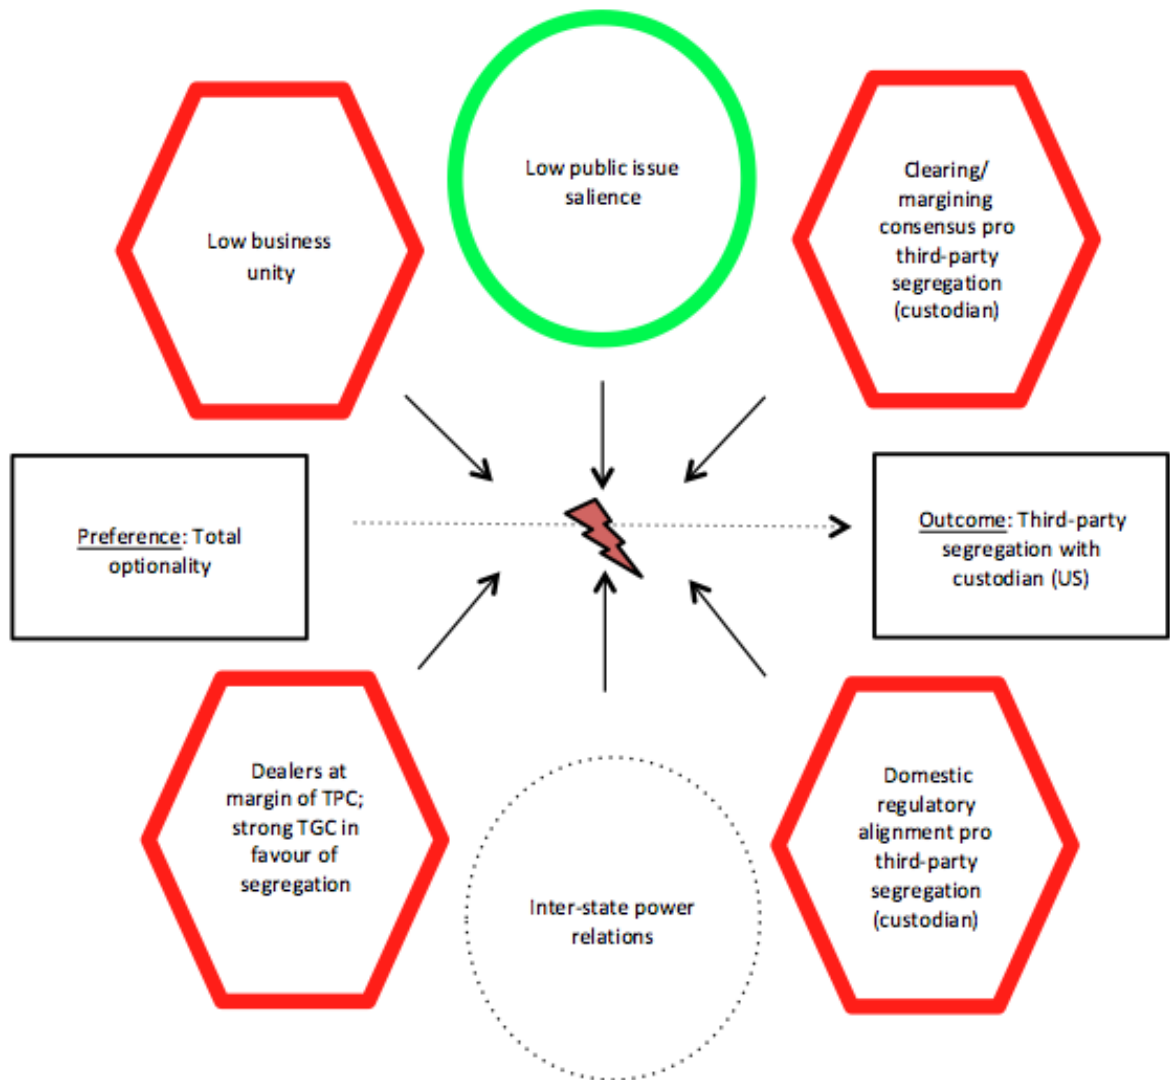 Low business
unity
Low public issue
salience
Clearing/
margining
consensus pro
third-party
segregation
(custodian)
Preference: Total
optionality
Outcome: Third-party
segregation with
custodian (US)
Dealers at
margin of TPC;
strong TGC in
favour of
segregation
Inter-state power
relations
Domestic
regulatory
alignment pro
third-party
segregation
(custodian)